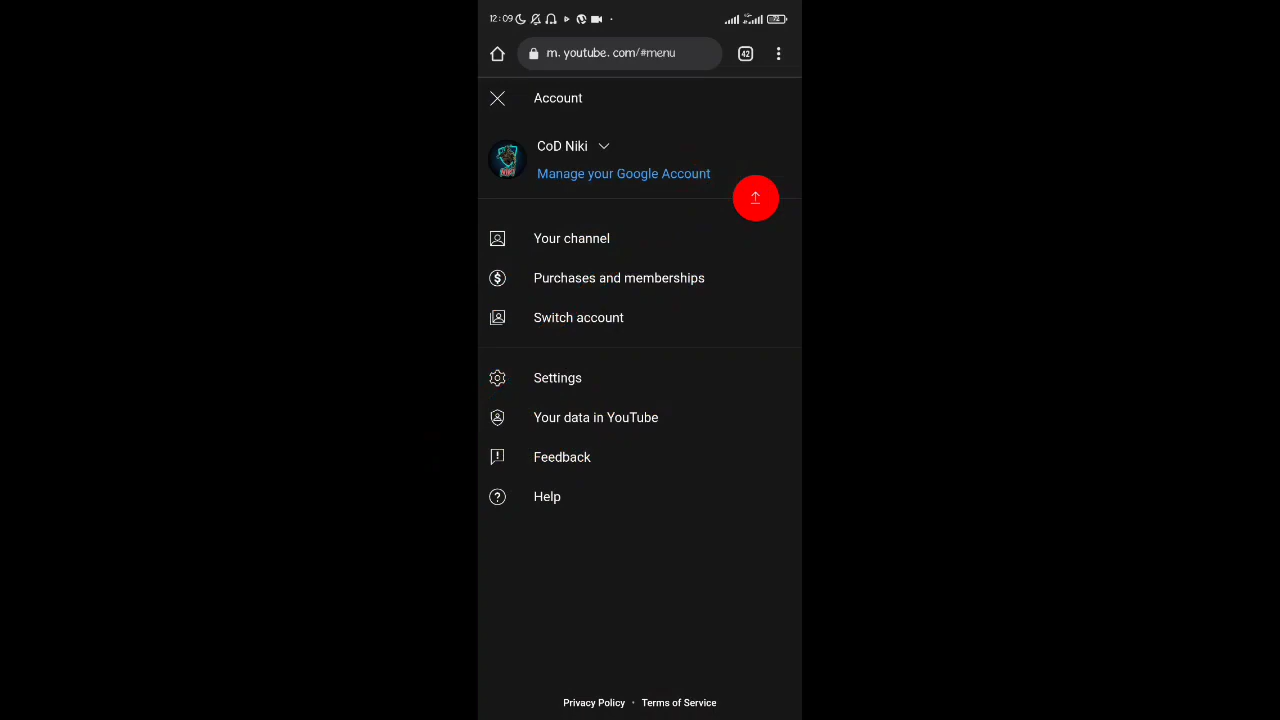 12:09
72
m. youtube. com/#menu
42
Account
CoD Niki
Manage your Google Account
Your channel
Purchases and memberships
Switch account
Settings
Your data in YouTube
Feedback
Help
Privacy Policy • Terms of Service